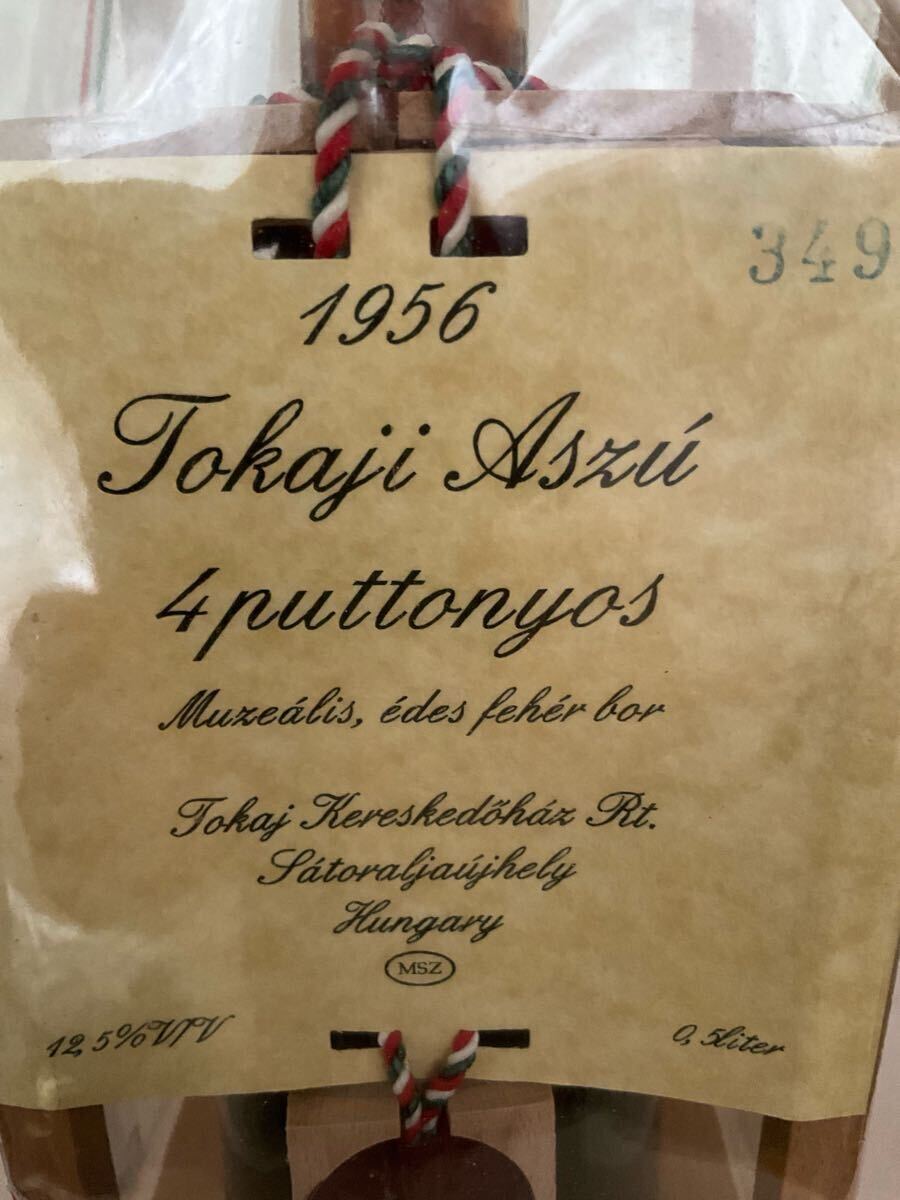 349
1956
Tokaji Aszú
4 puttonyos
Muzeális, édes fehér bor
Tokaj Kereskedőház Rt.
Sátoraljaújhely
Hungary
MSZ
12,5%V/V
0,5liter